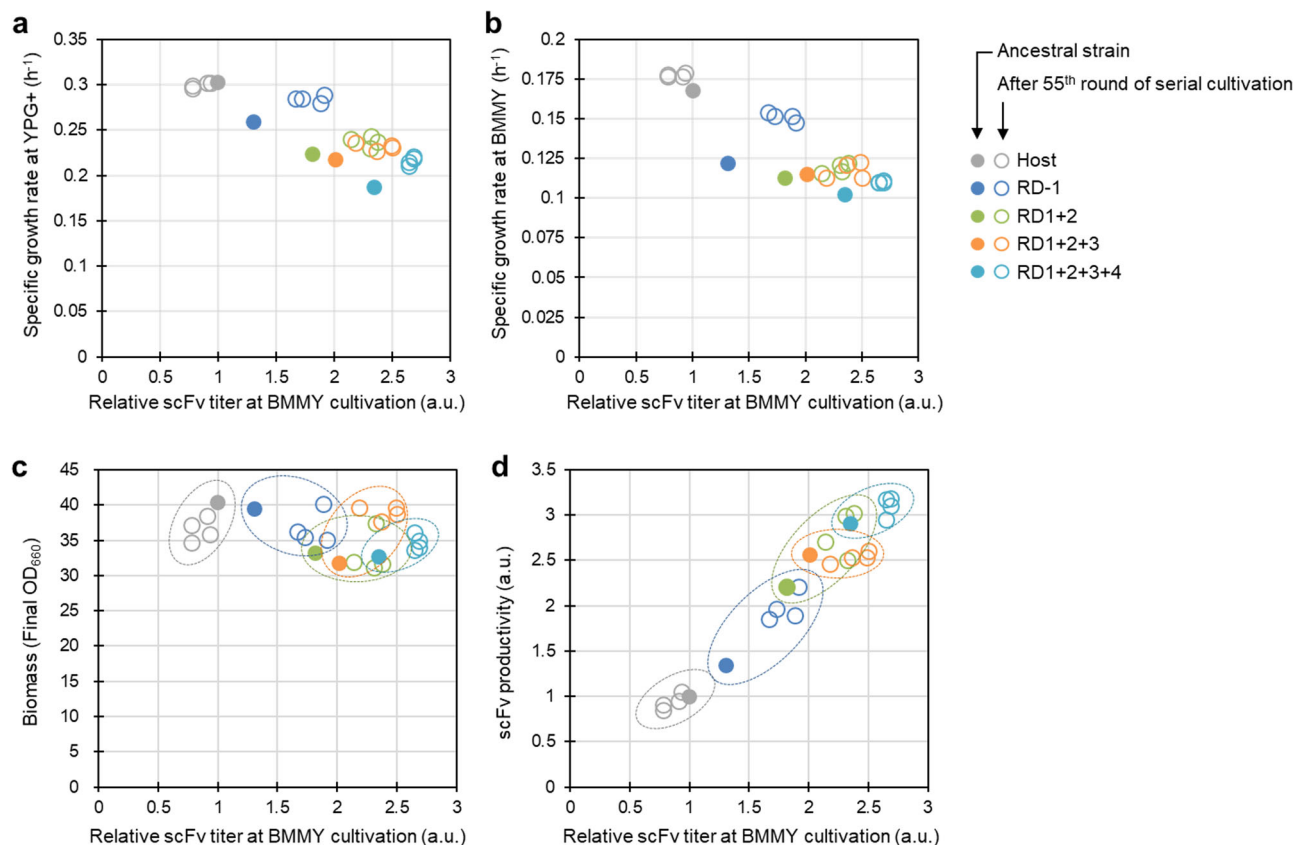 a
0.35
0.3
0.25
0.2
0.15
0.1
0.05
0
Specific growth rate at YPG+ (h⁻¹)
0 0.5 1 1.5 2 2.5 3
Relative scFv titer at BMMY cultivation (a.u.)
b
0.2
0.175
0.15
0.125
0.1
0.075
0.05
0.025
0
Specific growth rate at BMMY (h⁻¹)
0 0.5 1 1.5 2 2.5 3
Relative scFv titer at BMMY cultivation (a.u.)
Ancestral strain
After 55th round of serial cultivation
Host
RD-1
RD1+2
RD1+2+3
RD1+2+3+4
c
45
40
35
30
25
20
15
10
5
0
Biomass (Final OD₆₆₀)
0 0.5 1 1.5 2 2.5 3
Relative scFv titer at BMMY cultivation (a.u.)
d
3.5
3
2.5
2
1.5
1
0.5
0
scFv productivity (a.u.)
0 0.5 1 1.5 2 2.5 3
Relative scFv titer at BMMY cultivation (a.u.)